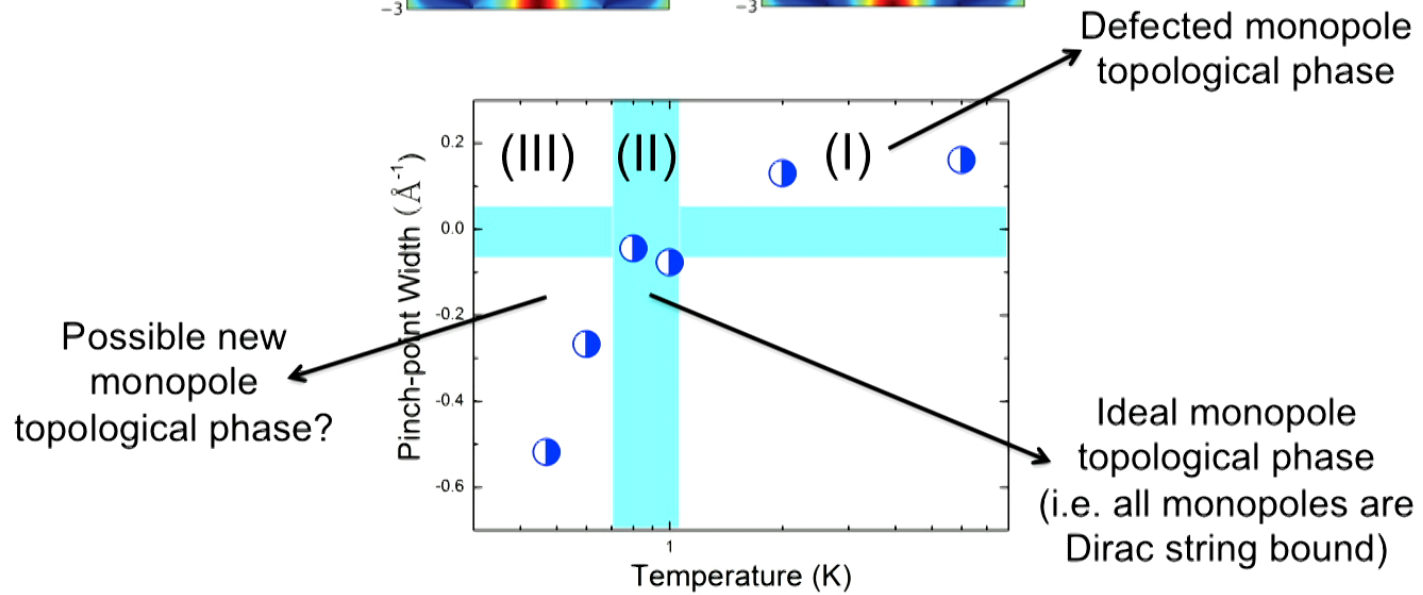 −3
−3
Defected monopole
topological phase
(III)
(II)
(I)
0.2
0.0
-0.2
-0.4
-0.6
Pinch-point Width (Å⁻¹)
1
Temperature (K)
Possible new
monopole
topological phase?
Ideal monopole
topological phase
(i.e. all monopoles are
Dirac string bound)